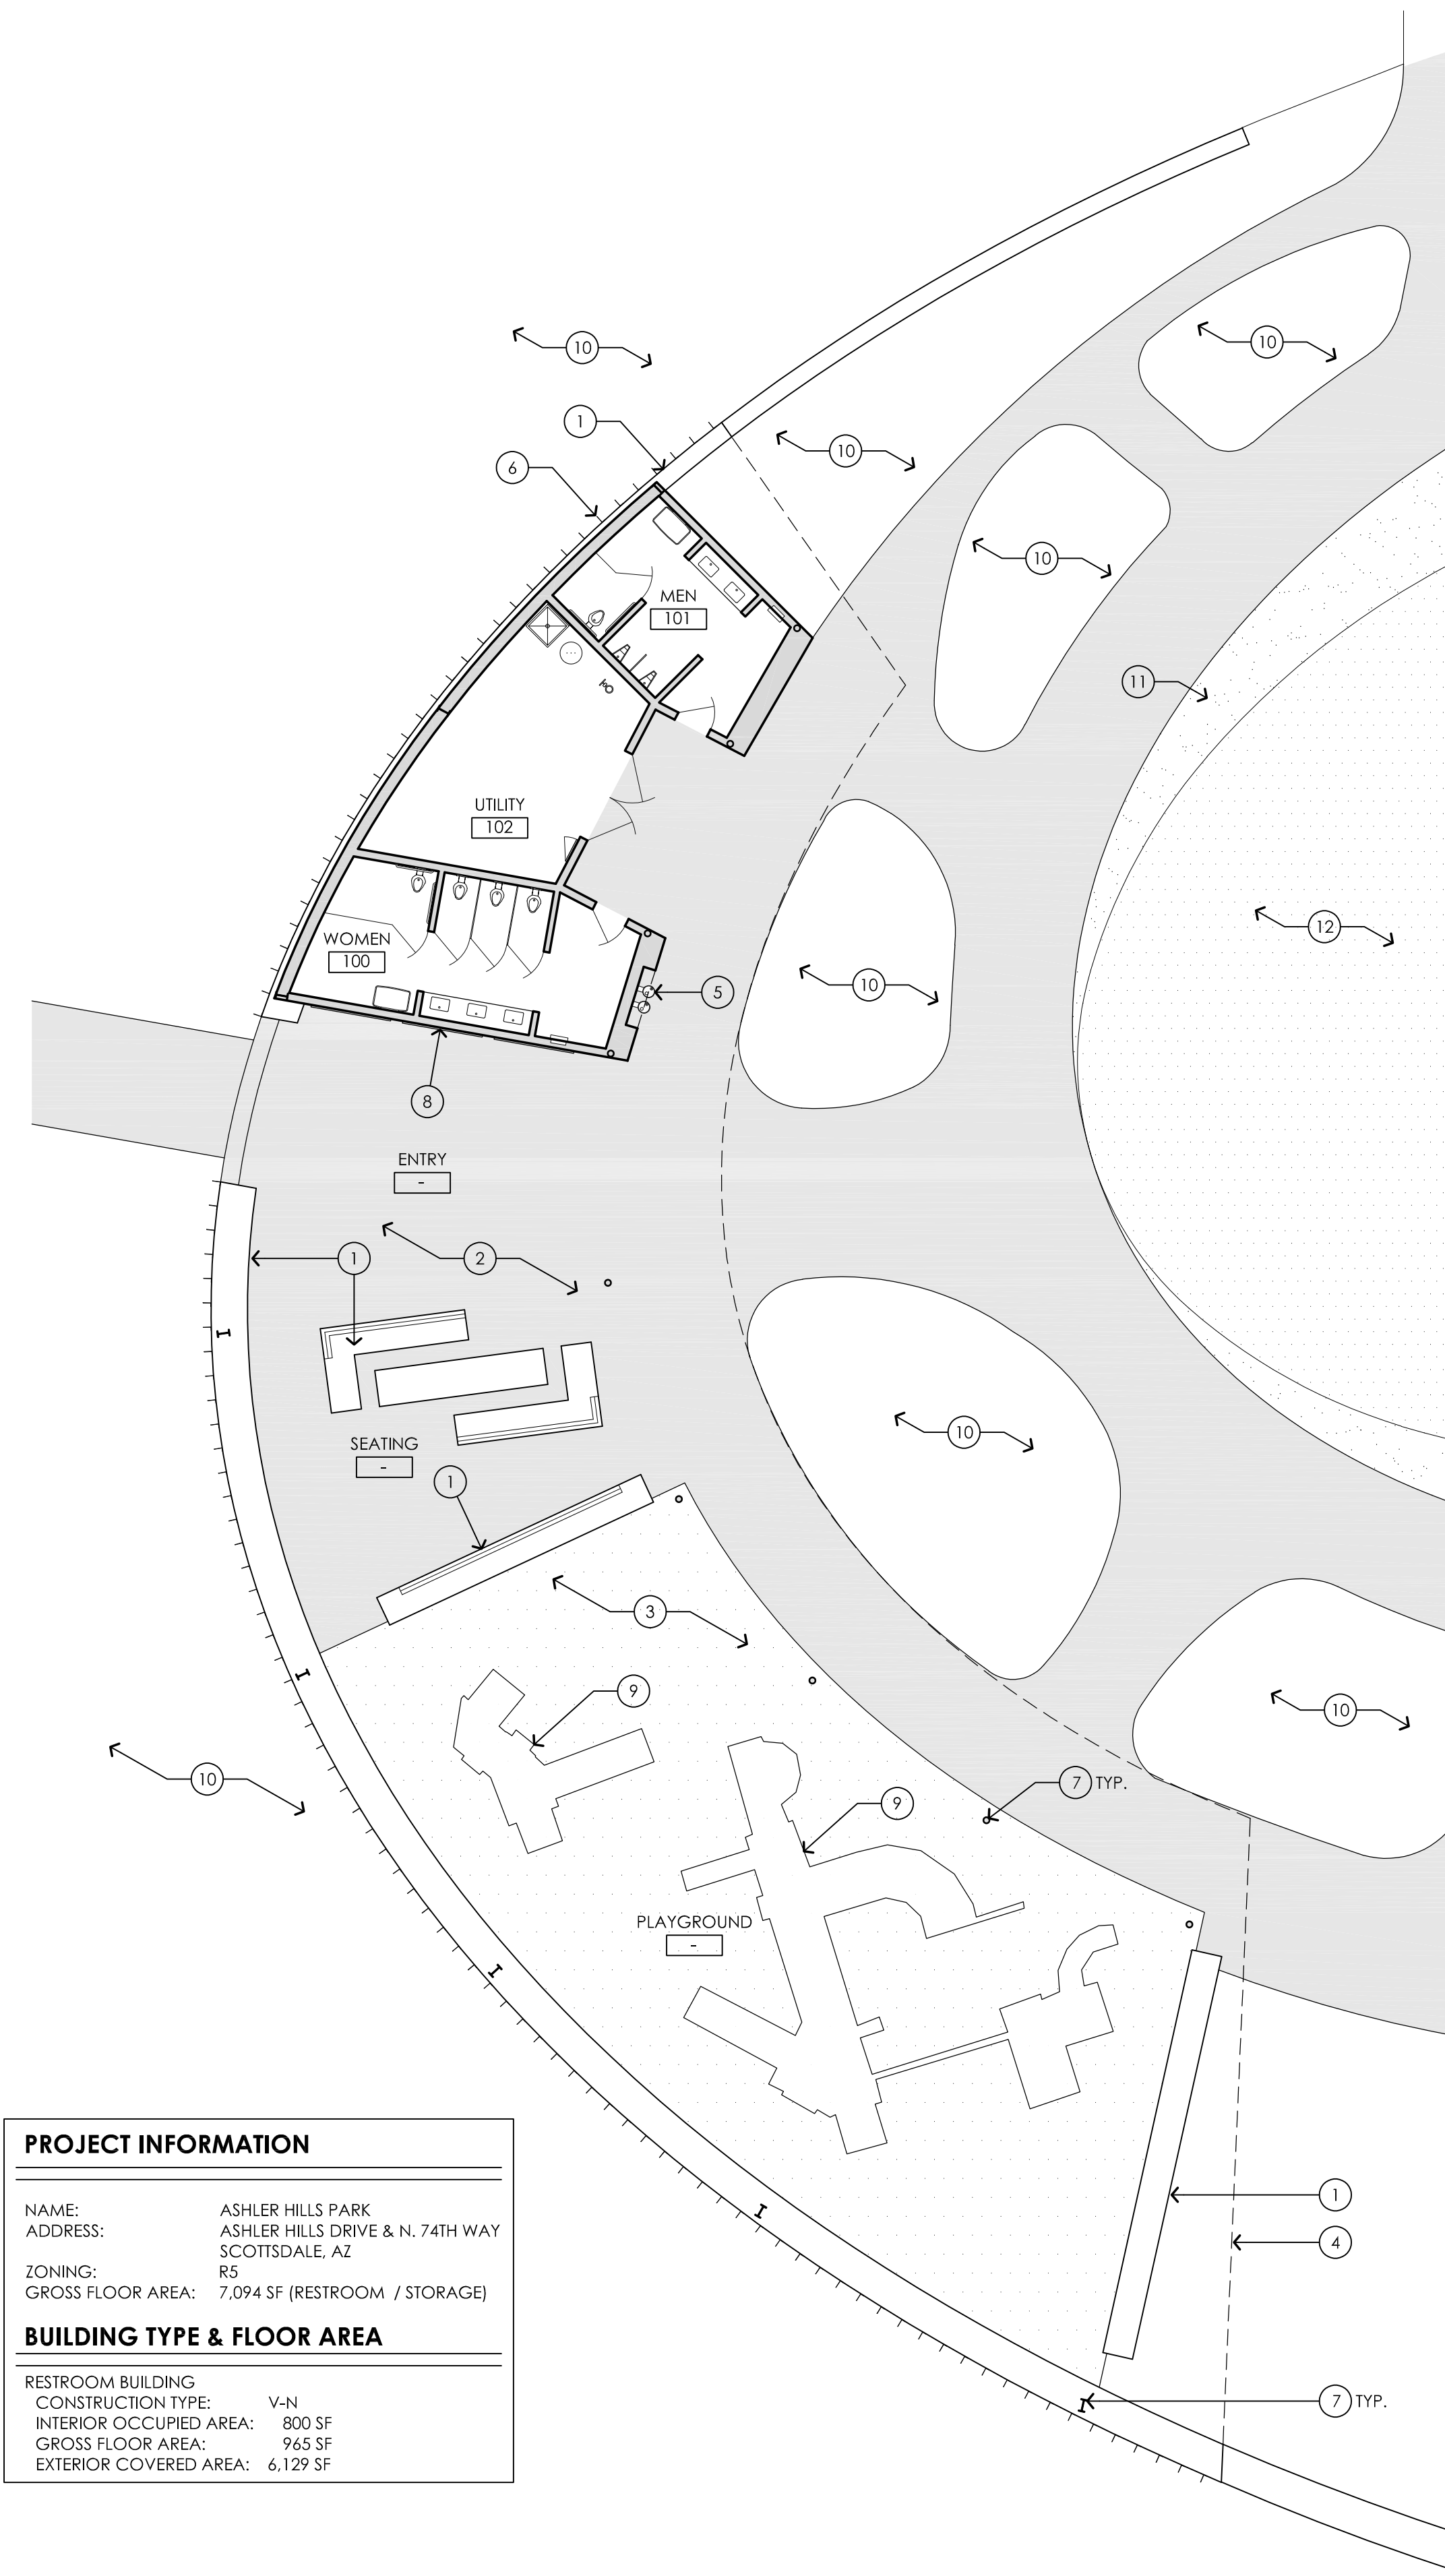 10
10
1
10
6
10
MEN
101
11
UTILITY
102
12
WOMEN
100
10
5
8
ENTRY
-
1
2
10
SEATING
-
1
3
9
10
10
7 TYP.
9
PLAYGROUND
-
1
4
7 TYP.
PROJECT INFORMATION
NAME: ASHLER HILLS PARK
ADDRESS: ASHLER HILLS DRIVE & N. 74TH WAY
SCOTTSDALE, AZ
ZONING: R5
GROSS FLOOR AREA: 7,094 SF (RESTROOM / STORAGE)
BUILDING TYPE & FLOOR AREA
RESTROOM BUILDING
CONSTRUCTION TYPE: V-N
INTERIOR OCCUPIED AREA: 800 SF
GROSS FLOOR AREA: 965 SF
EXTERIOR COVERED AREA: 6,129 SF